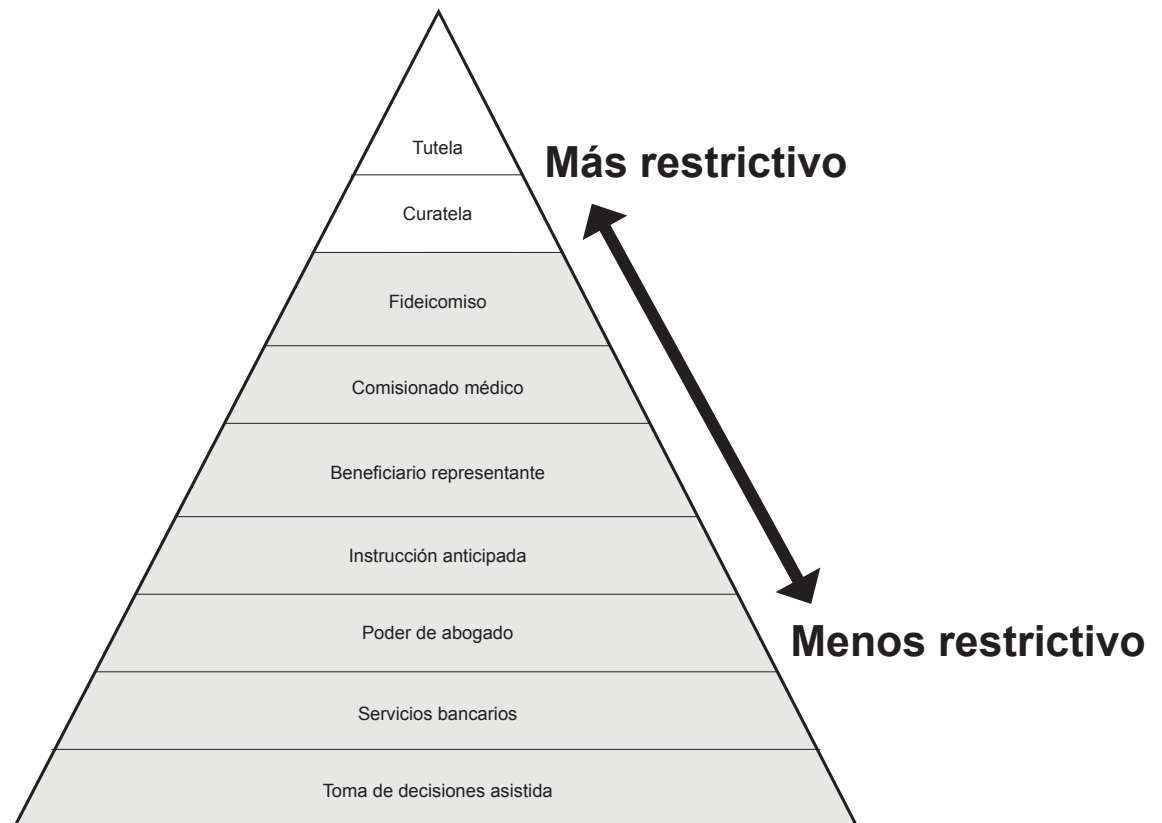 Tutela
Más restrictivo
Curatela
Fideicomiso
Comisionado médico
Beneficiario representante
Instrucción anticipada
Poder de abogado
Menos restrictivo
Servicios bancarios
Toma de decisiones asistida